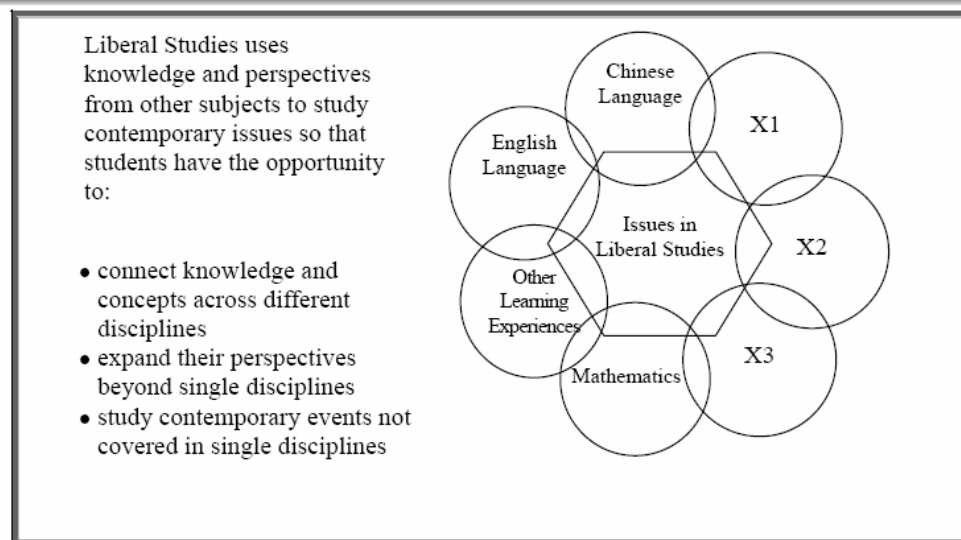 Liberal Studies uses
knowledge and perspectives
from other subjects to study
contemporary issues so that
students have the opportunity
to:
• connect knowledge and
concepts across different
disciplines
• expand their perspectives
beyond single disciplines
• study contemporary events not
covered in single disciplines
Chinese
Language
X1
English
Language
Issues in
Liberal Studies
X2
Other
Learning
Experiences
X3
Mathematics